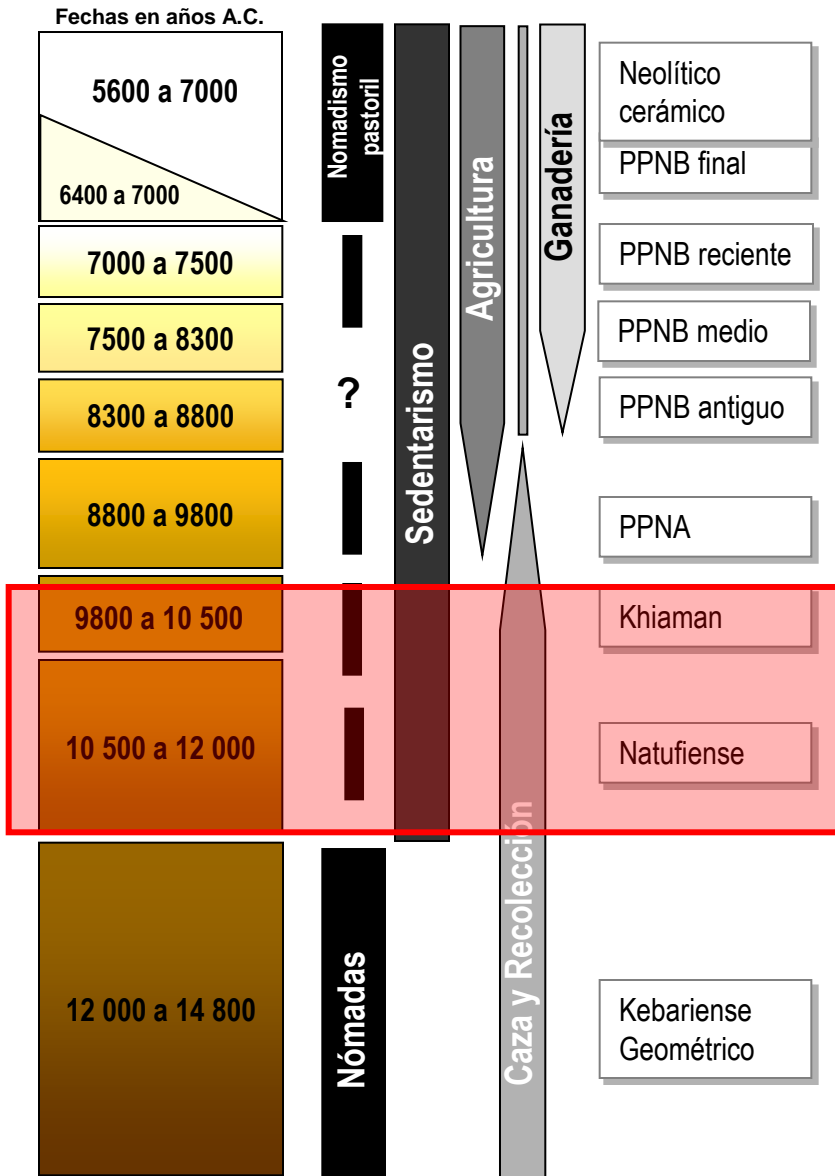 Fechas en años A.C.
5600 a 7000
6400 a 7000
7000 a 7500
7500 a 8300
8300 a 8800
8800 a 9800
9800 a 10 500
10 500 a 12 000
12 000 a 14 800
Nomadismo
pastoril
?
Nómadas
Sedentarismo
Agricultura
Caza y Recolección
Ganadería
Neolítico
cerámico
PPNB final
PPNB reciente
PPNB medio
PPNB antiguo
PPNA
Khiaman
Natufiense
Kebariense
Geométrico